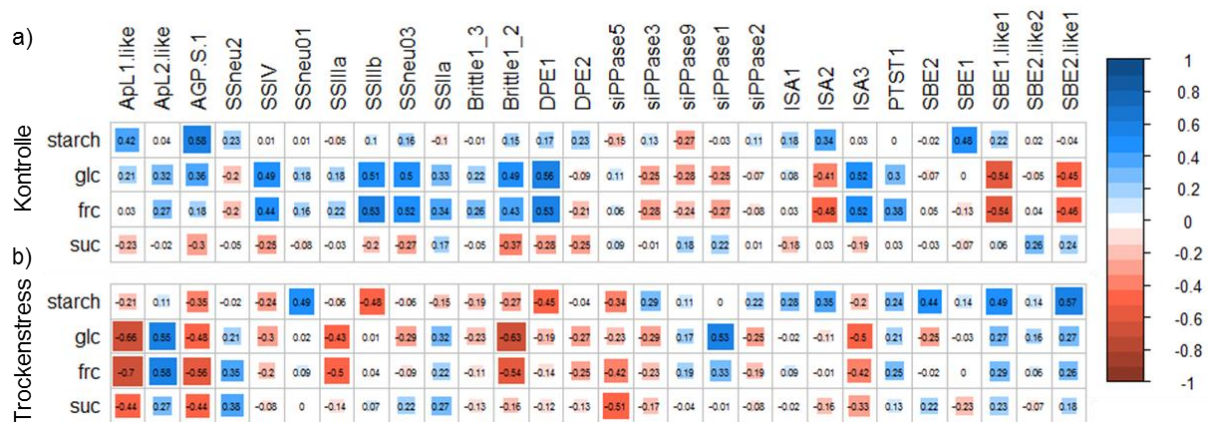 a)
ApL1.like ApL2.like AGP.S.1 SSneu2 SSIV SSneu01 SSIIIa SSIIIb SSneu03 SSIIa Brittle1_3 Brittle1_2 DPE1 DPE2 siPPase5 siPPase3 siPPase9 siPPase1 siPPase2 ISA1 ISA2 ISA3 PTST1 SBE2 SBE1 SBE1.like1 SBE2.like2 SBE2.like1
Kontrolle
starch 0.42 0.04 0.58 0.23 0.01 0.01 -0.05 0.1 0.16 -0.1 -0.01 0.15 0.17 0.23 -0.15 0.13 -0.27 -0.03 0.11 0.18 0.34 0.03 0 -0.02 0.48 0.22 0.02 -0.04
glc 0.21 0.32 0.36 -0.2 0.49 0.18 0.18 0.51 0.5 0.33 0.22 0.49 0.56 -0.09 0.11 -0.25 -0.28 -0.25 -0.07 0.08 -0.41 0.52 0.3 -0.07 0 -0.54 -0.05 -0.45
frc 0.03 0.27 0.18 -0.2 0.44 0.16 0.22 0.53 0.52 0.34 0.26 0.43 0.53 -0.21 0.06 -0.28 -0.24 -0.27 -0.08 0.03 -0.48 0.52 0.38 0.05 -0.13 -0.54 0.04 -0.46
suc -0.23 -0.02 -0.3 -0.05 -0.25 -0.08 -0.03 -0.2 -0.27 0.17 -0.05 -0.37 -0.28 -0.25 0.09 -0.01 0.18 0.22 0.01 -0.18 0.03 -0.19 0.03 -0.03 -0.07 0.06 0.26 0.24
b)
Trockenstress
starch -0.21 0.11 -0.35 -0.02 -0.24 0.49 -0.06 -0.48 -0.06 -0.15 -0.19 -0.27 -0.45 -0.04 -0.34 0.29 0.11 0 0.22 0.28 0.35 -0.2 0.24 0.44 0.14 0.49 0.14 0.57
glc -0.66 0.55 -0.48 0.21 -0.3 0.02 -0.43 0.01 -0.29 0.32 -0.23 -0.63 -0.19 -0.27 -0.23 -0.29 0.17 0.53 -0.25 -0.02 -0.11 -0.5 0.21 -0.25 -0.03 0.27 0.16 0.27
frc -0.7 0.58 -0.56 0.35 -0.2 0.09 -0.5 0.04 -0.09 0.22 -0.11 -0.54 -0.14 -0.25 -0.42 -0.23 0.19 0.33 -0.19 0.09 -0.01 -0.42 0.25 -0.02 0 0.29 0.06 0.26
suc -0.44 0.27 -0.44 0.38 -0.08 0 -0.14 0.07 0.22 0.27 -0.13 -0.16 -0.12 -0.13 -0.51 -0.17 -0.04 -0.01 -0.08 -0.02 -0.16 -0.33 0.13 0.22 -0.23 0.23 -0.07 0.18
1
0.8
0.6
0.4
0.2
0
-0.2
-0.4
-0.6
-0.8
-1